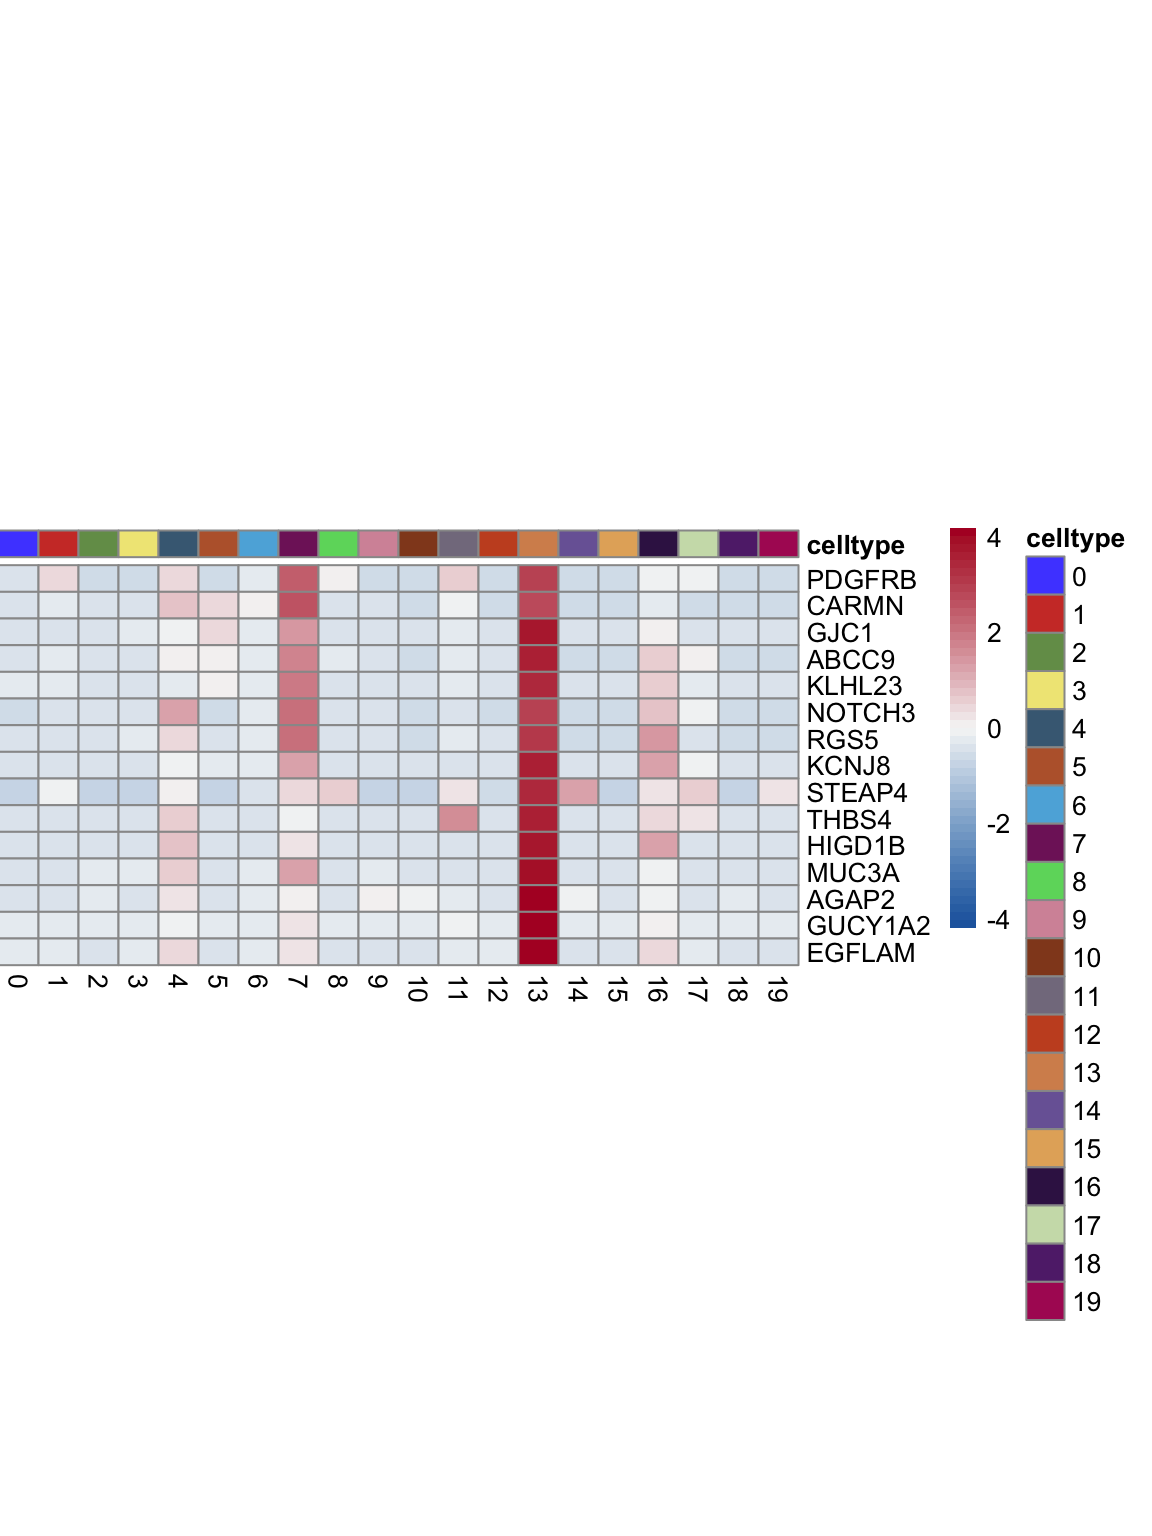 celltype
PDGFRB
CARMN
GJC1
ABCC9
KLHL23
NOTCH3
RGS5
KCNJ8
STEAP4
THBS4
HIGD1B
MUC3A
AGAP2
GUCY1A2
EGFLAM
0 1 2 3 4 5 6 7 8 9 10 11 12 13 14 15 16 17 18 19
4
2
0
-2
-4
celltype
0
1
2
3
4
5
6
7
8
9
10
11
12
13
14
15
16
17
18
19